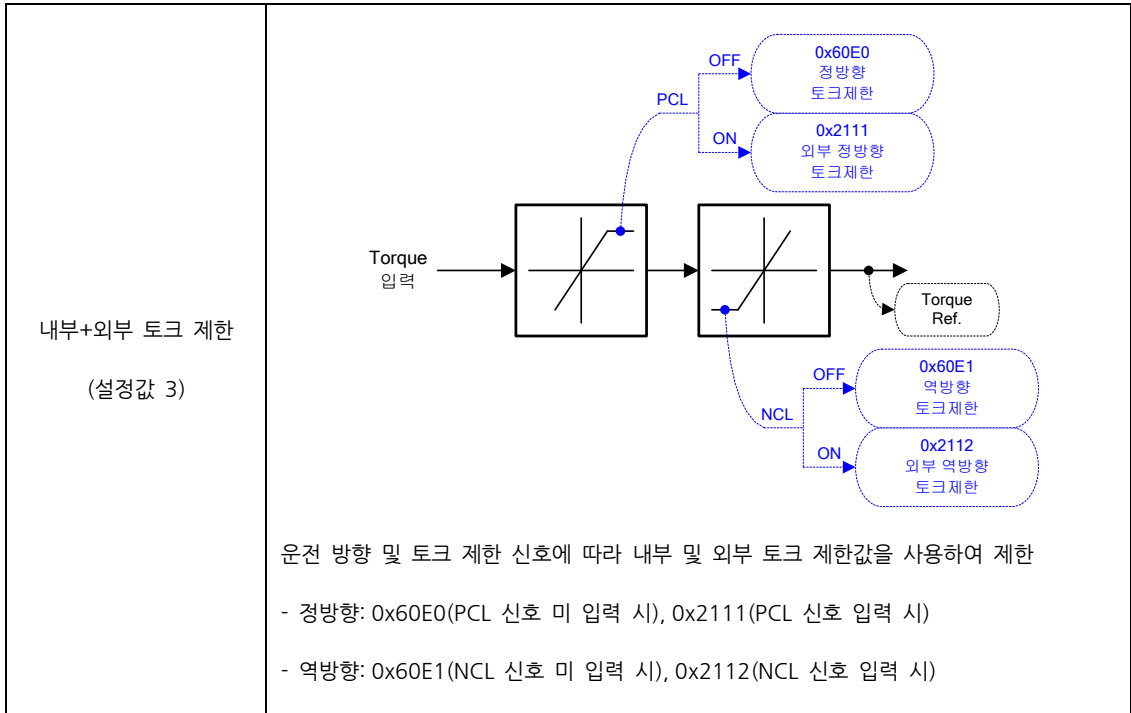 내부+외부 토크 제한
(설정값 3)
OFF
0x60E0
정방향
토크제한
PCL
ON
0x2111
외부 정방향
토크제한
Torque
입력
Torque
Ref.
OFF
0x60E1
역방향
토크제한
NCL
ON
0x2112
외부 역방향
토크제한
운전 방향 및 토크 제한 신호에 따라 내부 및 외부 토크 제한값을 사용하여 제한
- 정방향: 0x60E0(PCL 신호 미 입력 시), 0x2111(PCL 신호 입력 시)
- 역방향: 0x60E1(NCL 신호 미 입력 시), 0x2112(NCL 신호 입력 시)